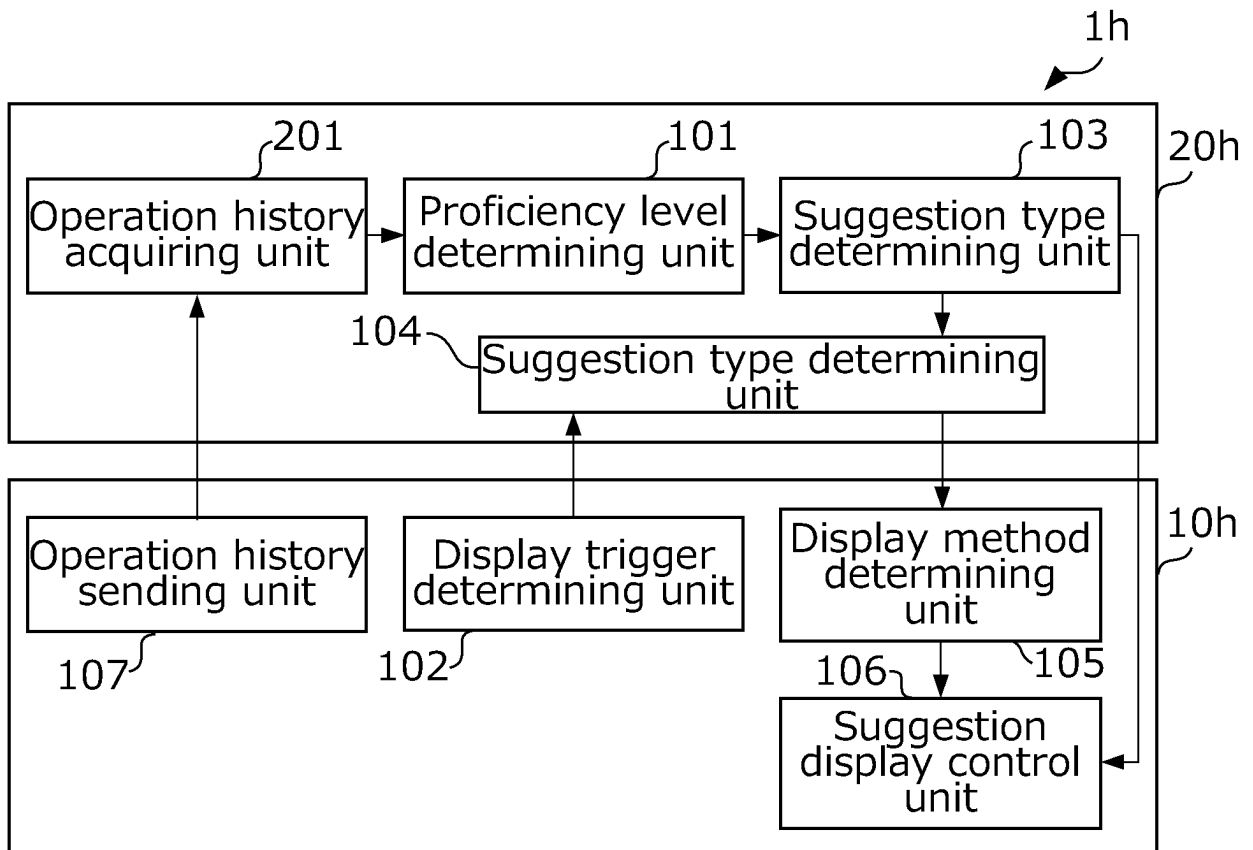 1h
20h
201
101
103
Operation history
acquiring unit
Proficiency level
determining unit
Suggestion type
determining unit
104
Suggestion type determining
unit
10h
Operation history
sending unit
Display trigger
determining unit
Display method
determining
unit
107
102
105
106
Suggestion
display control
unit